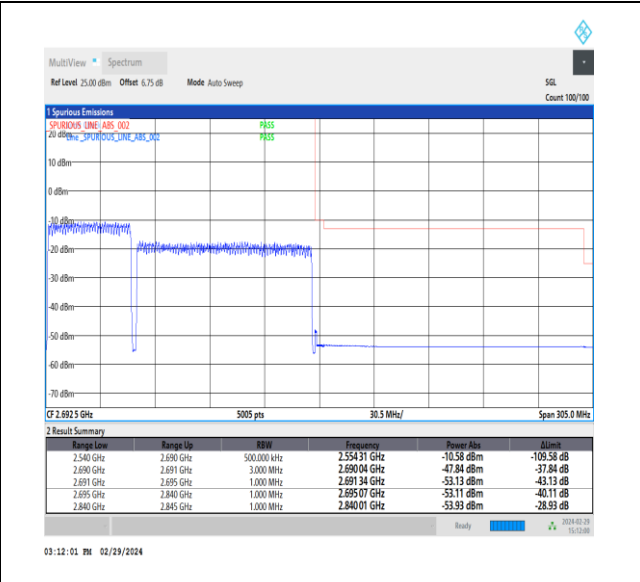 MultiView Spectrum
Ref Level 25.00 dBm Offset 6.75 dB Mode Auto Sweep SGL
Count 100/100
1 Spurious Emissions
SPURIOUS_LINE_ABS_002 PASS
20 dBm
Line _SPURIOUS_LINE_ABS_002 PASS
10 dBm
0 dBm
-10 dBm
-20 dBm
-30 dBm
-40 dBm
-50 dBm
-60 dBm
-70 dBm
CF 2.692 5 GHz 5005 pts 30.5 MHz/ Span 305.0 MHz
2 Result Summary
Range Low Range Up RBW Frequency Power Abs ΔLimit
2.540 GHz 2.690 GHz 500.000 kHz 2.554 31 GHz -10.58 dBm -109.58 dB
2.690 GHz 2.691 GHz 3.000 MHz 2.690 04 GHz -47.84 dBm -37.84 dB
2.691 GHz 2.695 GHz 1.000 MHz 2.691 34 GHz -53.13 dBm -43.13 dB
2.695 GHz 2.840 GHz 1.000 MHz 2.695 07 GHz -53.11 dBm -40.11 dB
2.840 GHz 2.845 GHz 1.000 MHz 2.840 01 GHz -53.93 dBm -28.93 dB
Ready 2024-02-29
15:12:00
03:12:01 PM 02/29/2024